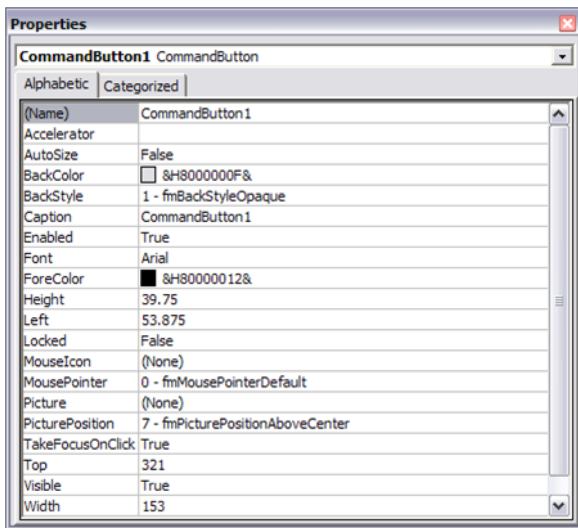 Properties
CommandButton1 CommandButton
Alphabetic Categorized
(Name) CommandButton1
Accelerator
AutoSize False
BackColor &H8000000F&
BackStyle 1 - fmBackStyleOpaque
Caption CommandButton1
Enabled True
Font Arial
ForeColor &H80000012&
Height 39.75
Left 53.875
Locked False
MouseIcon (None)
MousePointer 0 - fmMousePointerDefault
Picture (None)
PicturePosition 7 - fmPicturePositionAboveCenter
TakeFocusOnClick True
Top 321
Visible True
Width 153